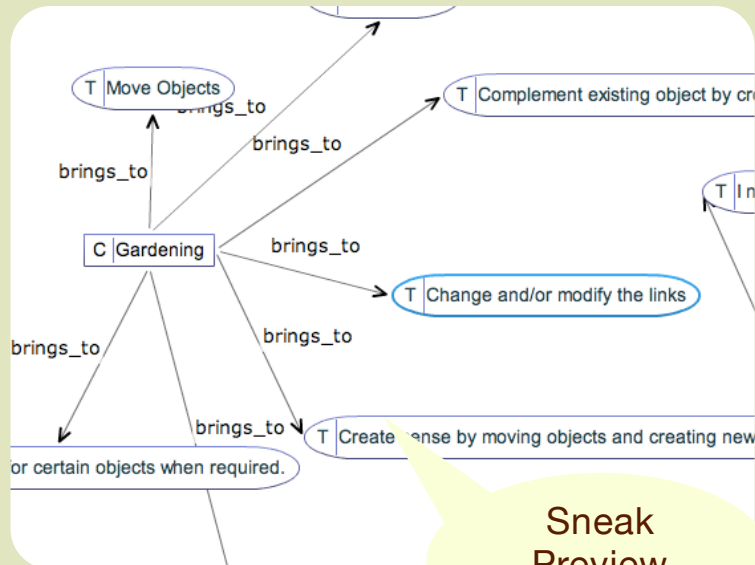 T Move Objects
brings_to
T Complement existing object by
brings_to
brings_to
T
C Gardening
brings_to
T Change and/or modify the links
brings_to
brings_to
brings_to
T Create sense by moving objects and creating new
or certain objects when required.
Sneak
Preview